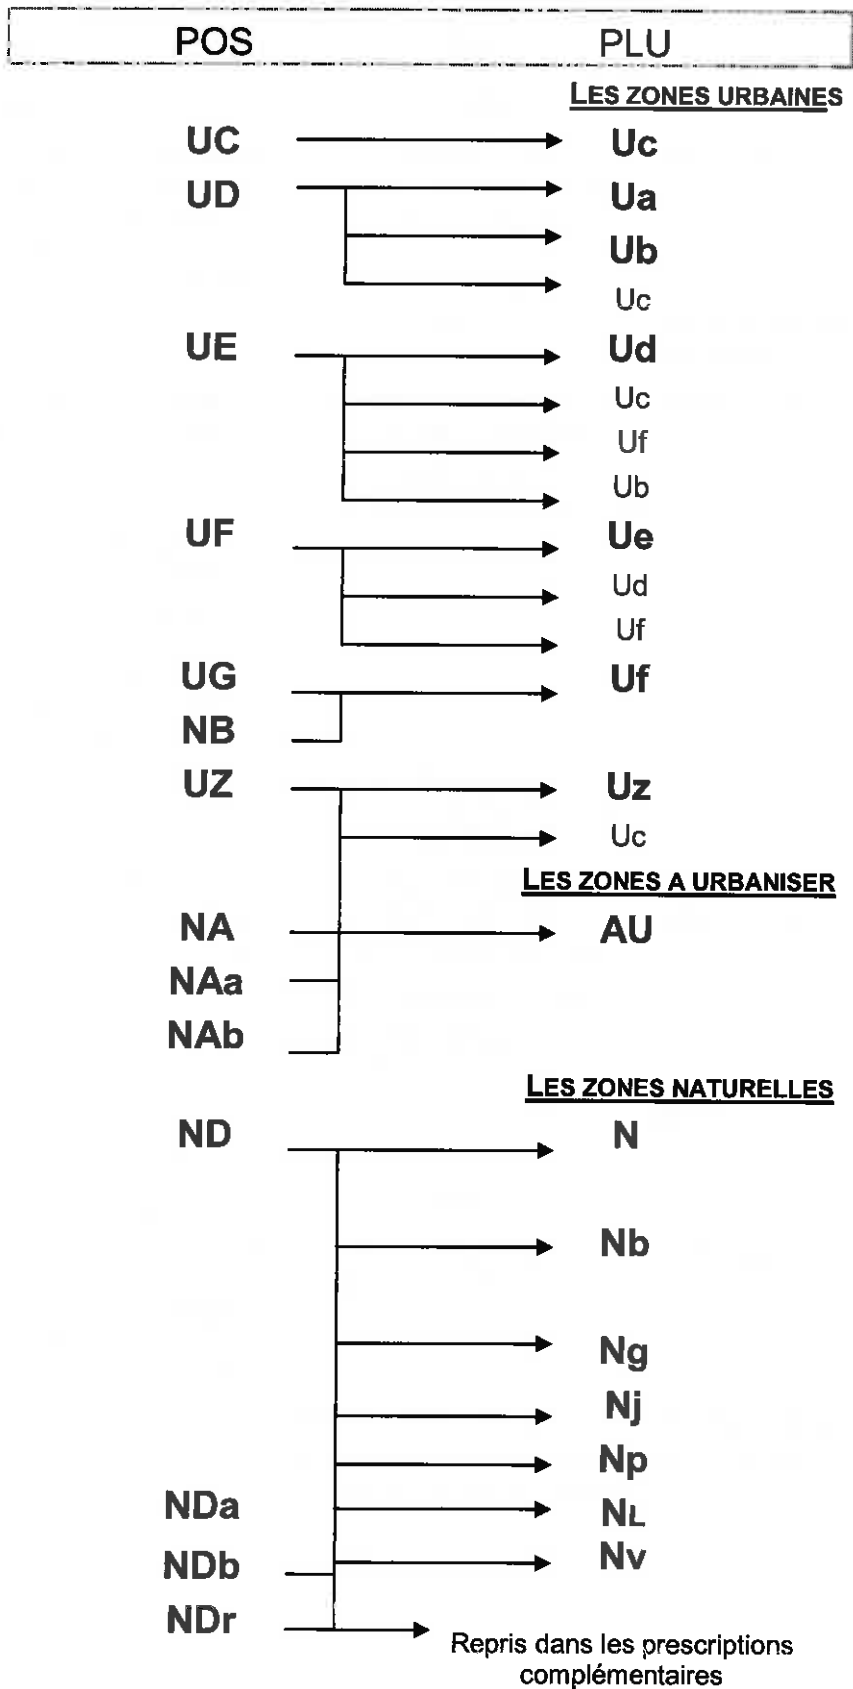 POS PLU
LES ZONES URBAINES
UC Uc
UD Ua
Ub
Uc
UE Ud
Uc
Uf
Ub
UF Ue
Ud
Uf
UG Uf
NB
UZ Uz
Uc
LES ZONES A URBANISER
NA AU
NAa
NAb
LES ZONES NATURELLES
ND N
Nb
Ng
Nj
Np
NDa NL
NDb Nv
NDr
Repris dans les prescriptions
complémentaires